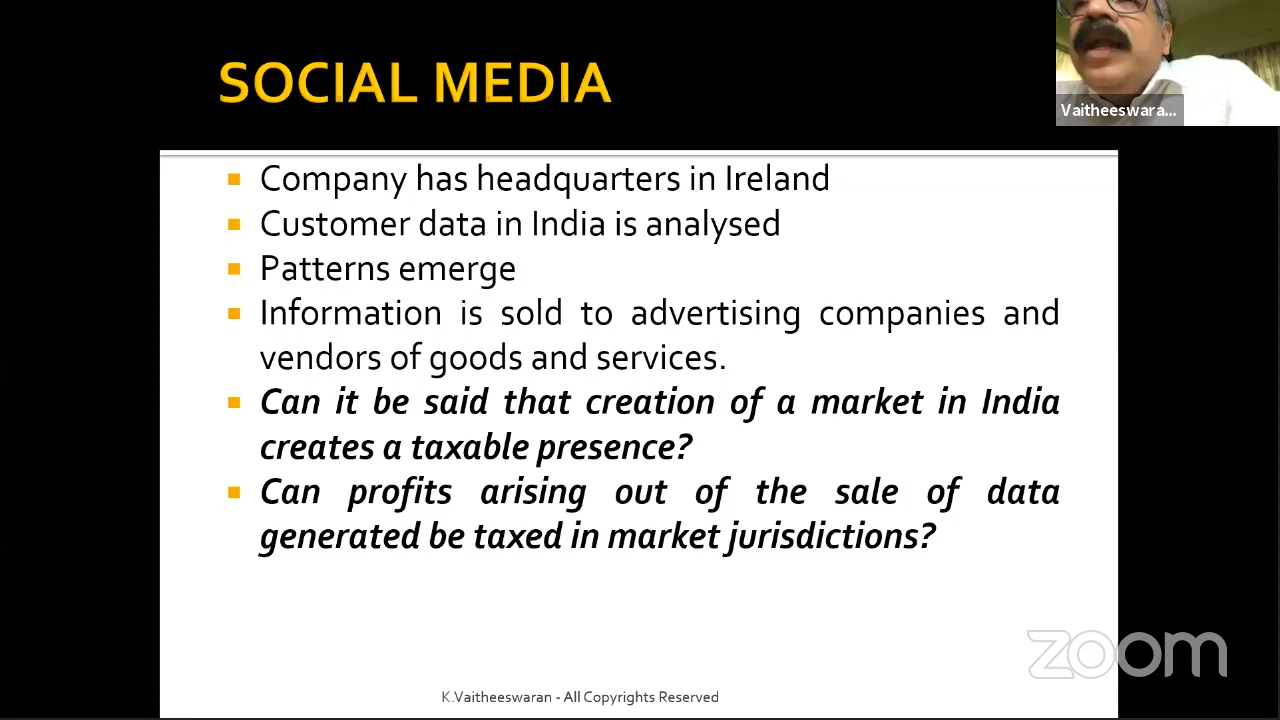 SOCIAL MEDIA
Vaitheeswara...
Company has headquarters in Ireland
Customer data in India is analysed
Patterns emerge
Information is sold to advertising companies and
vendors of goods and services.
Can it be said that creation of a market in India
creates a taxable presence?
Can profits arising out of the sale of data
generated be taxed in market jurisdictions?
zoom
K.Vaitheeswaran - All Copyrights Reserved